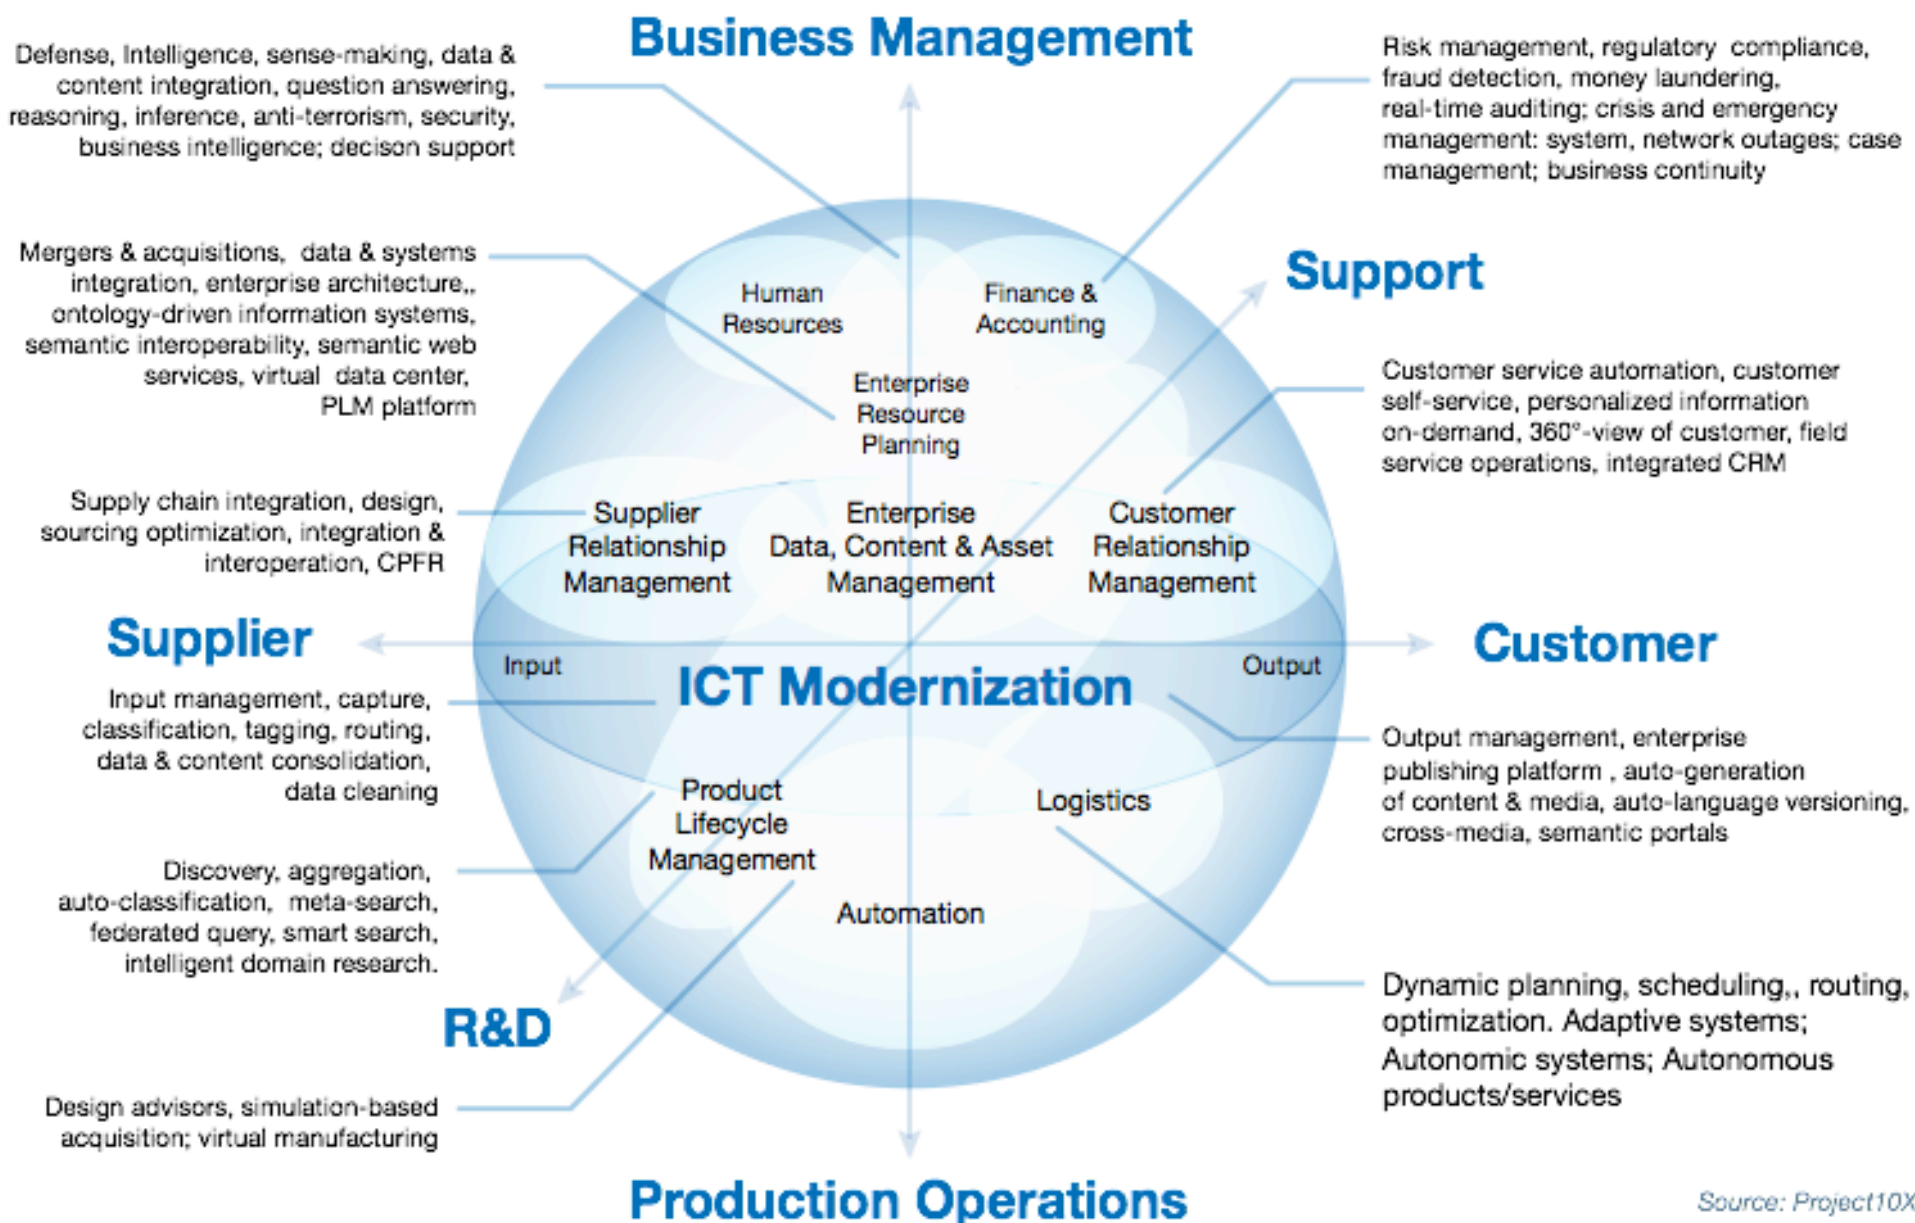 Business Management
Defense, Intelligence, sense-making, data &
content integration, question answering,
reasoning, inference, anti-terrorism, security,
business intelligence; decison support
Risk management, regulatory compliance,
fraud detection, money laundering,
real-time auditing; crisis and emergency
management: system, network outages; case
management; business continuity
Mergers & acquisitions, data & systems
integration, enterprise architecture,,
ontology-driven information systems,
semantic interoperability, semantic web
services, virtual data center,
PLM platform
Human
Resources
Finance &
Accounting
Support
Enterprise
Resource
Planning
Customer service automation, customer
self-service, personalized information
on-demand, 360°-view of customer, field
service operations, integrated CRM
Supply chain integration, design,
sourcing optimization, integration &
interoperation, CPFR
Supplier
Relationship
Management
Enterprise
Data, Content & Asset
Management
Customer
Relationship
Management
Supplier
Input
Output
Customer
ICT Modernization
Input management, capture,
classification, tagging, routing,
data & content consolidation,
data cleaning
Output management, enterprise
publishing platform , auto-generation
of content & media, auto-language versioning,
cross-media, semantic portals
Product
Lifecycle
Management
Logistics
Automation
Discovery, aggregation,
auto-classification, meta-search,
federated query, smart search,
intelligent domain research.
R&D
Dynamic planning, scheduling,, routing,
optimization. Adaptive systems;
Autonomic systems; Autonomous
products/services
Design advisors, simulation-based
acquisition; virtual manufacturing
Production Operations
Source: Project10X